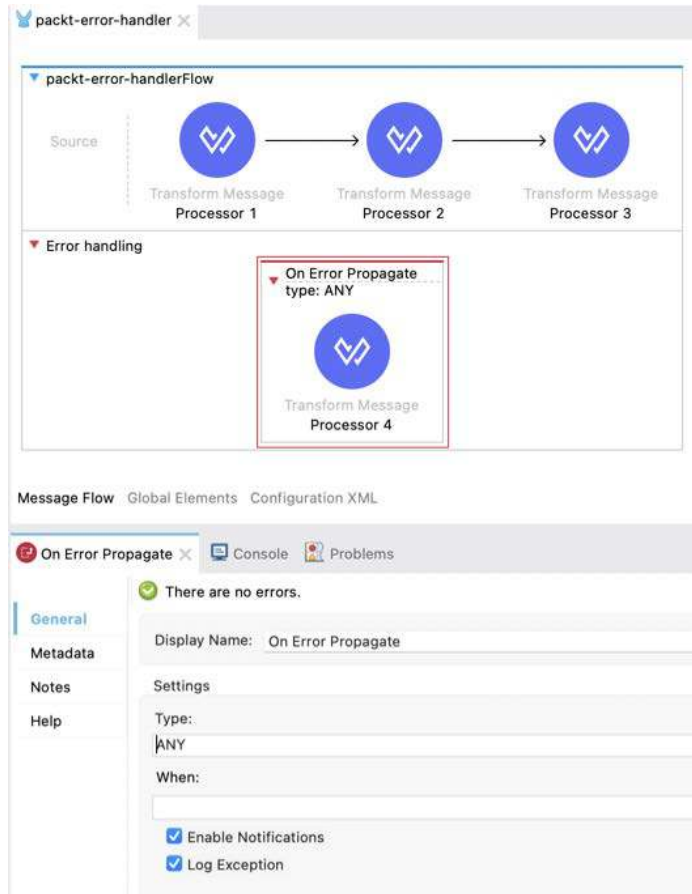 packt-error-handler
packt-error-handlerFlow
Source
Transform Message Transform Message Transform Message
Processor 1 Processor 2 Processor 3
Error handling
On Error Propagate
type: ANY
Transform Message
Processor 4
Message Flow Global Elements Configuration XML
On Error Propagate Console Problems
There are no errors.
General
Display Name: On Error Propagate
Metadata
Notes
Settings
Help
Type:
ANY
When:
Enable Notifications
Log Exception